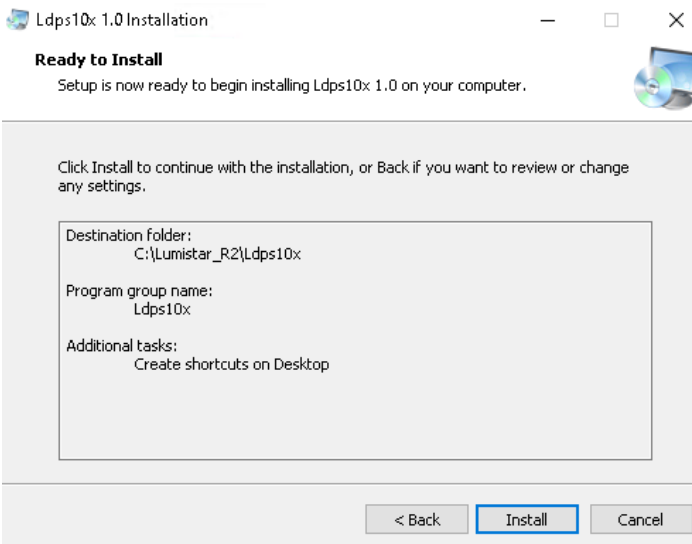 Ldps10x 1.0 Installation
Ready to Install
Setup is now ready to begin installing Ldps10x 1.0 on your computer.
Click Install to continue with the installation, or Back if you want to review or change
any settings.
Destination folder:
C:\Lumistar_R2\Ldps10x
Program group name:
Ldps10x
Additional tasks:
Create shortcuts on Desktop
< Back
Install
Cancel